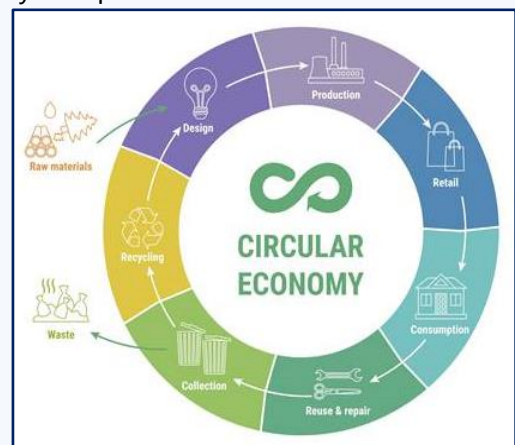 Production
Design
Raw materials
Retail
CIRCULAR
ECONOMY
Recycling
Consumption
Waste
Collection
Reuse & repair